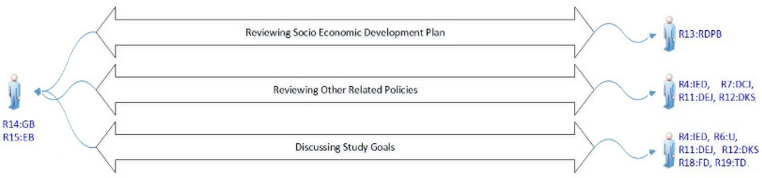 Reviewing Socio Economic Development Plan
R13:RDPB
Reviewing Other Related Policies
R4:IED, R7:DCJ,
R11:DEJ, R12:DKS
R14:GB
R15:EB
Discussing Study Goals
R4:IED, R6:U,
R11:DEJ, R12:DKS
R18:FD, R19:TD